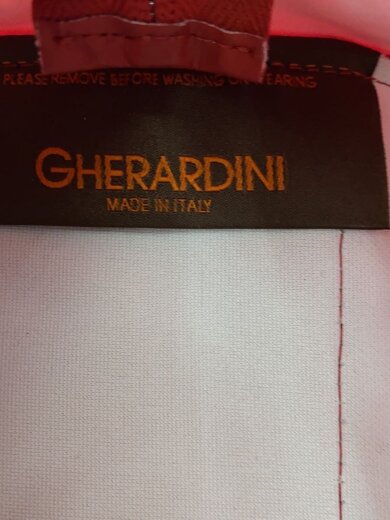 PLEASE REMOVE BEFORE WASHING OR WEARING
GHERARDINI
MADE IN ITALY